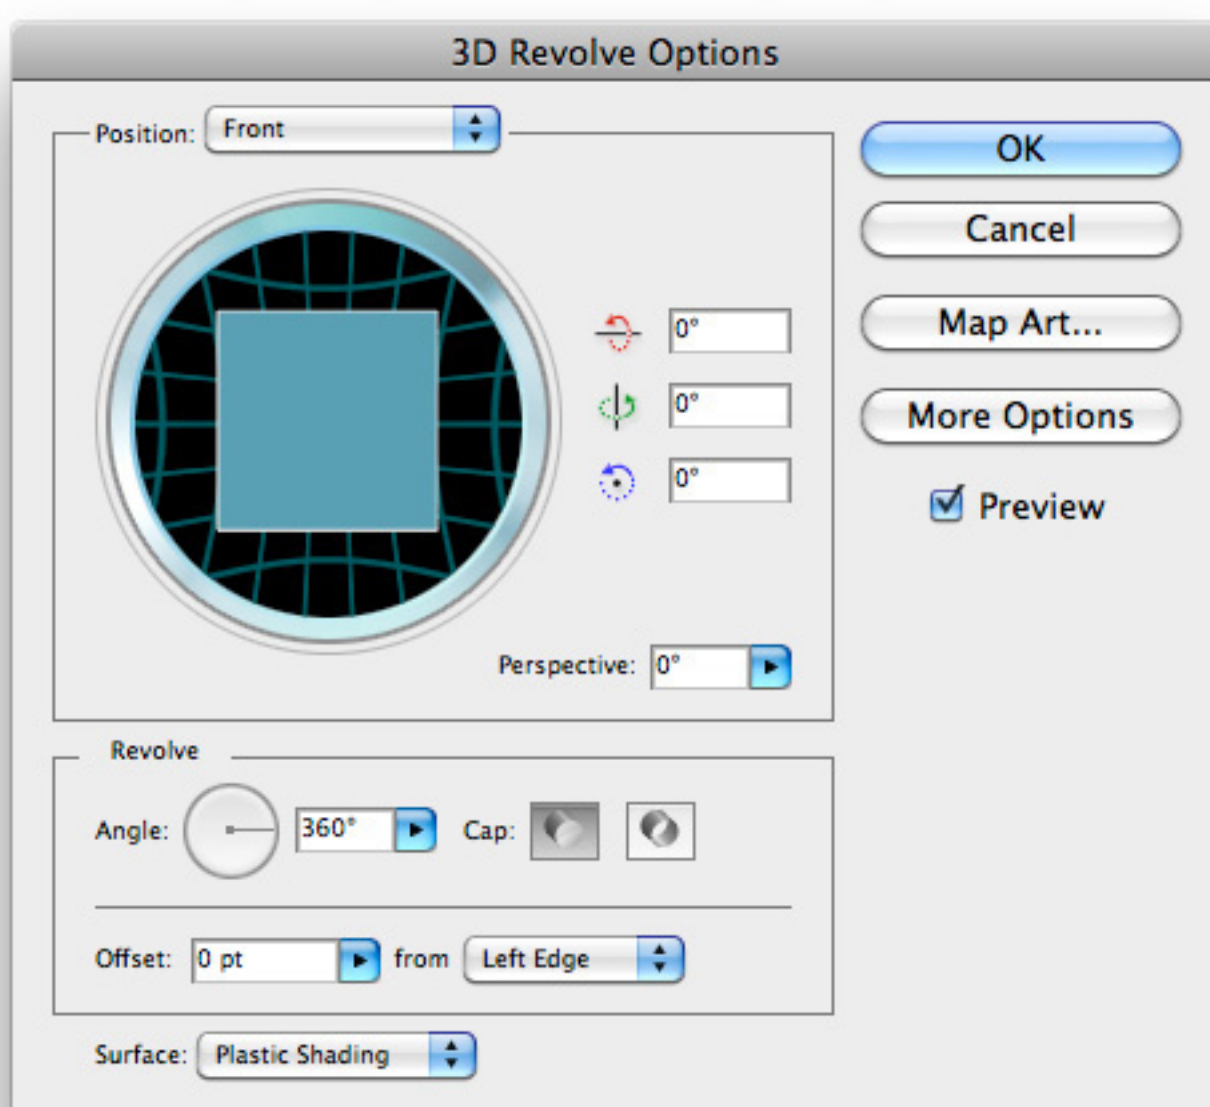 3D Revolve Options
Position: Front
OK
Cancel
Map Art...
More Options
Preview
0°
0°
0°
Perspective: 0°
Revolve
Angle: 360° Cap:
Offset: 0 pt from Left Edge
Surface: Plastic Shading